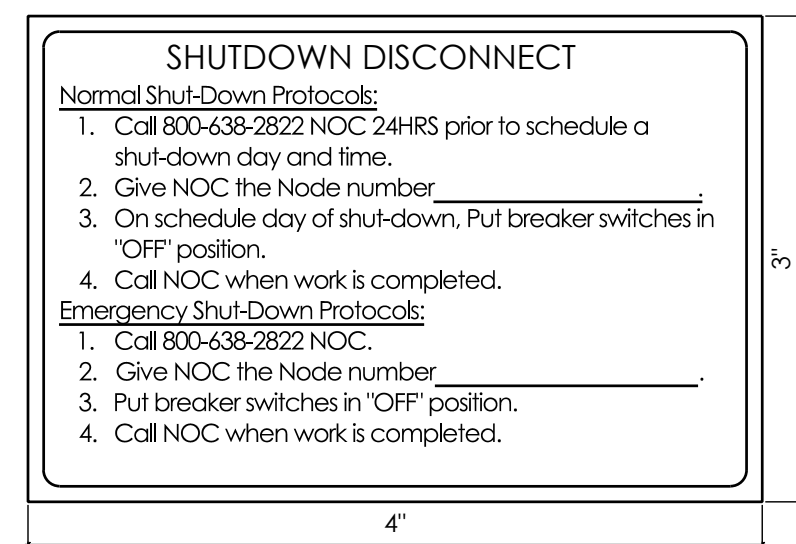 SHUTDOWN DISCONNECT
Normal Shut-Down Protocols:
1. Call 800-638-2822 NOC 24HRS prior to schedule a
shut-down day and time.
2. Give NOC the Node number____________________.
3. On schedule day of shut-down, Put breaker switches in
"OFF" position.
4. Call NOC when work is completed.
Emergency Shut-Down Protocols:
1. Call 800-638-2822 NOC.
2. Give NOC the Node number____________________.
3. Put breaker switches in "OFF" position.
4. Call NOC when work is completed.
3"
4"